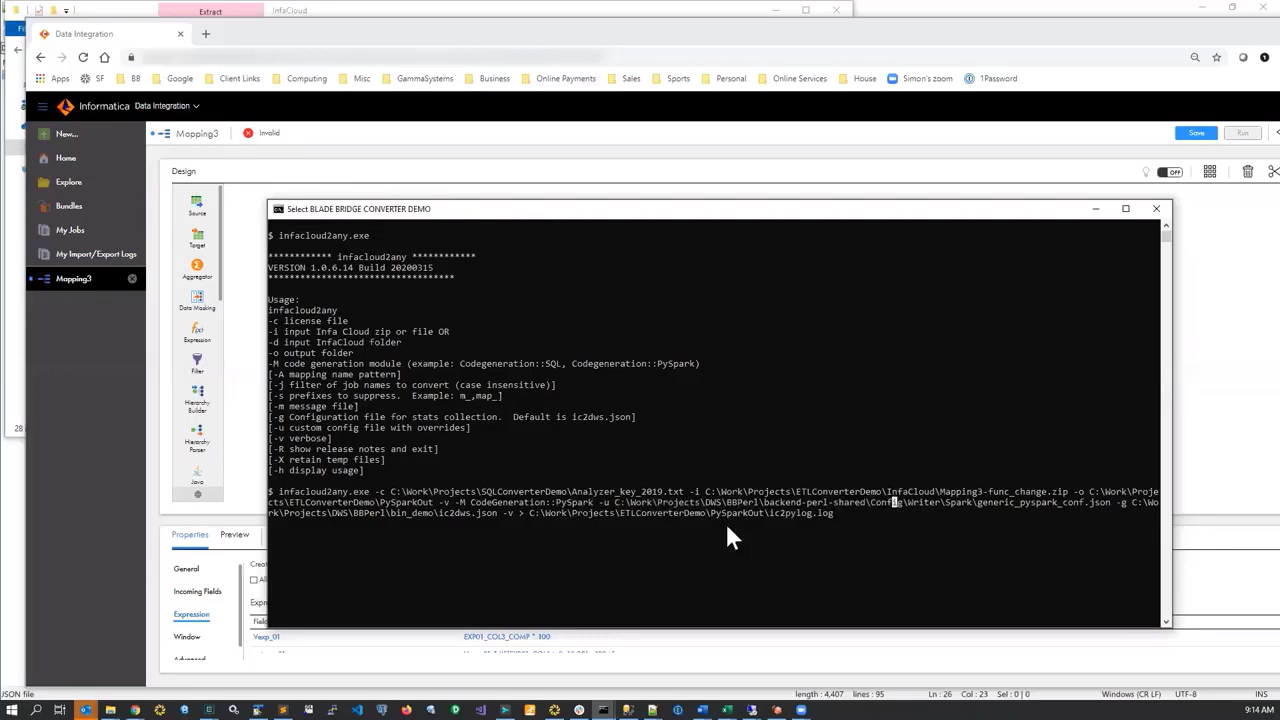 Extract
InfaCloud
Fi
Data Integration
Apps
SF
BB
Google
Client Links
Computing
Misc
GammaSystems
Business
Online Payments
Sales
Sports
Personal
Online Services
House
Simon's zoom
1Password
Informatica Data Integration
New...
Home
Explore
Bundles
My Jobs
My Import/Export Logs
Mapping3
Mapping3
Invalid
Save
Run
Design
OFF
Source
Target
Aggregator
Data Masking
Expression
Filter
Hierarchy
Builder
Hierarchy
Parser
Java
Select BLADE BRIDGE CONVERTER DEMO
$ infacloud2any.exe
************ infacloud2any ************
VERSION 1.0.6.14 Build 20200315
***********************************
Usage:
infacloud2any
-c license file
-i input Infa Cloud zip or file OR
-d input InfaCloud folder
-o output folder
-M code generation module (example: Codegeneration::SQL, Codegeneration::PySpark)
[-A mapping name pattern]
[-j filter of job names to convert (case insensitive)]
[-s prefixes to suppress.  Example: m_,map_]
[-m message file]
[-g Configuration file for stats collection.  Default is ic2dws.json]
[-u custom config file with overrides]
[-v verbose]
[-R show release notes and exit]
[-X retain temp files]
[-h display usage]
$ infacloud2any.exe -c C:\Work\Projects\SQLConverterDemo\Analyzer_key_2019.txt -i C:\Work\Projects\ETLConverterDemo\InfaCloud\Mapping3-func_change.zip -o C:\Work\Proje
cts\ETLConverterDemo\PySparkOut -v -M CodeGeneration::PySpark -u C:\Work\Projects\DWS\BBPerl\backend-perl-shared\Config\Writer\Spark\generic_pyspark_conf.json -g C:\Wo
rk\Projects\DWS\BBPerl\bin_demo\ic2dws.json -v > C:\Work\Projects\ETLConverterDemo\PySparkOut\ic2pylog.log
Properties
Preview
General
Incoming Fields
Expression
Window
Advanced
Vexp_01
EXP01_COL3_COMP * 100
28
JSON file
length : 4,407
lines : 95
Ln : 26
Col : 23
Sel : 0 | 0
Windows (CR LF)
UTF-8
9:14 AM